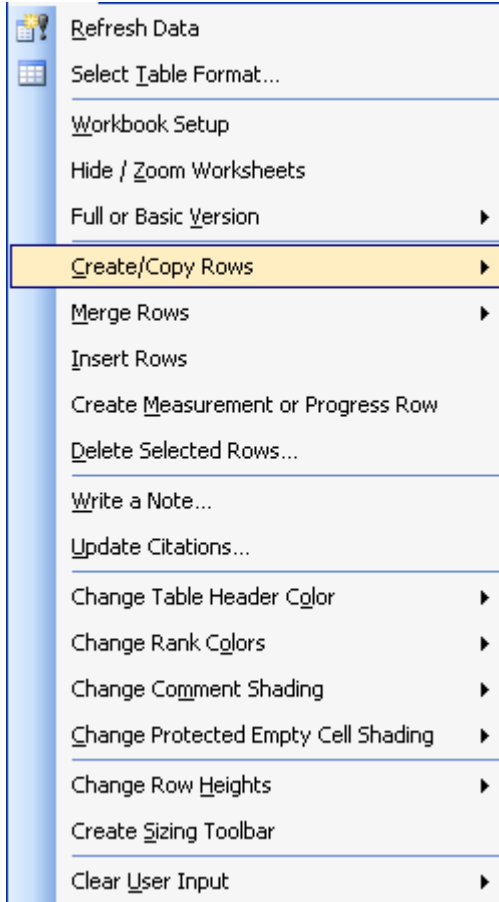 Refresh Data
Select Table Format...
Workbook Setup
Hide / Zoom Worksheets
Full or Basic Version
Create/Copy Rows
Merge Rows
Insert Rows
Create Measurement or Progress Row
Delete Selected Rows...
Write a Note...
Update Citations...
Change Table Header Color
Change Rank Colors
Change Comment Shading
Change Protected Empty Cell Shading
Change Row Heights
Create Sizing Toolbar
Clear User Input